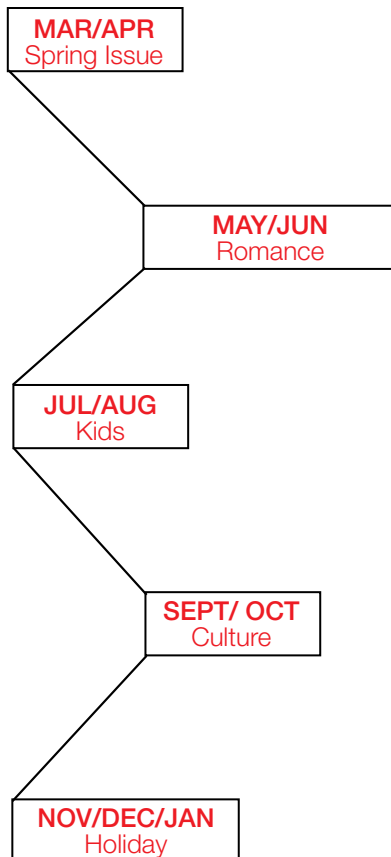 MAR/APR
Spring Issue
MAY/JUN
Romance
JUL/AUG
Kids
SEPT/ OCT
Culture
NOV/DEC/JAN
Holiday